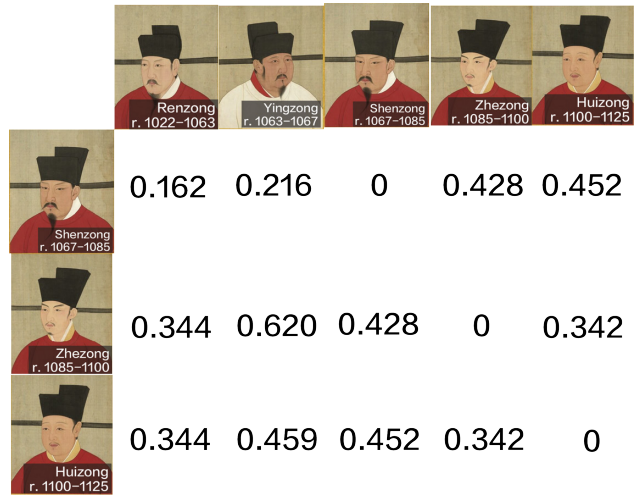 Renzong
r. 1022–1063
Yingzong
r. 1063–1067
Shenzong
r. 1067–1085
Zhezong
r. 1085–1100
Huizong
r. 1100–1125
Shenzong
r. 1067–1085
0.162 0.216 0 0.428 0.452
Zhezong
r. 1085–1100
0.344 0.620 0.428 0 0.342
Huizong
r. 1100–1125
0.344 0.459 0.452 0.342 0